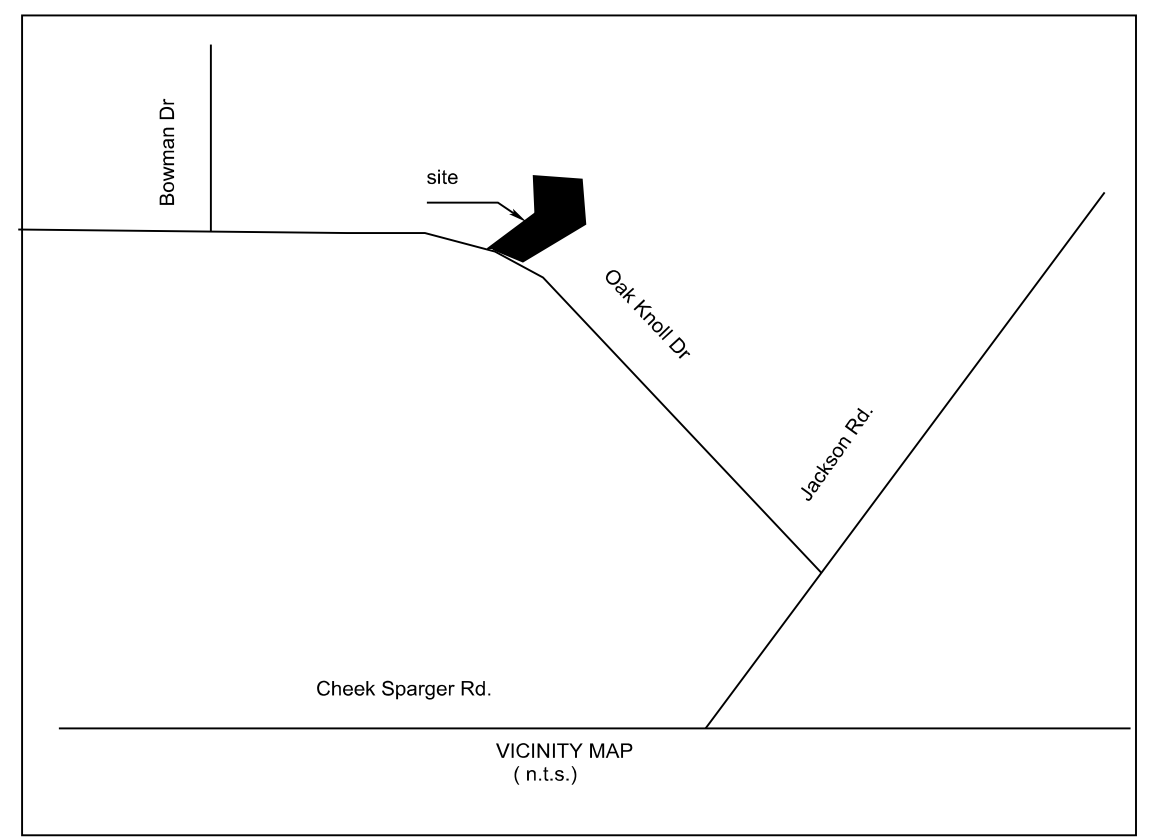 Bowman Dr
site
Oak Knoll Dr
Jackson Rd.
Cheek Sparger Rd.
VICINITY MAP
( n.t.s.)